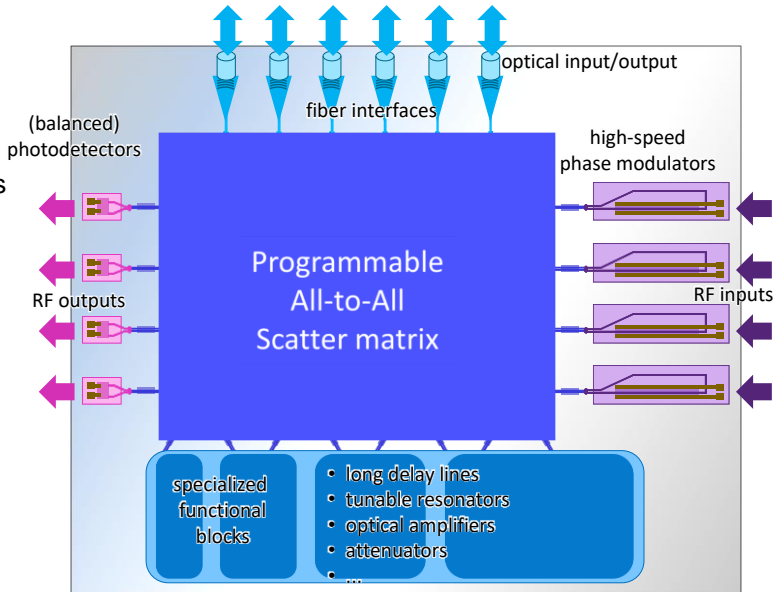 optical input/output
fiber interfaces
(balanced)
photodetectors
high-speed
phase modulators
s
RF outputs
RF inputs
Programmable
All-to-All
Scatter matrix
specialized
functional
blocks
• long delay lines
• tunable resonators
• optical amplifiers
• attenuators
• ...